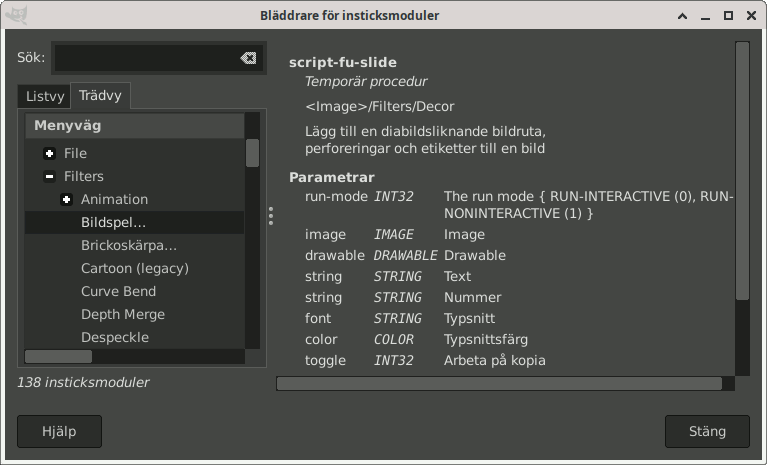 Bläddrare för insticksmoduler
Sök:
Listvy
Trädvy
Menyväg
File
Filters
Animation
Bildspel…
Brickoskärpa…
Cartoon (legacy)
Curve Bend
Depth Merge
Despeckle
138 insticksmoduler
script-fu-slide
Temporär procedur
<Image>/Filters/Decor
Lägg till en diabildsliknande bildruta,
perforeringar och etiketter till en bild
Parametrar
run-mode INT32 The run mode { RUN-INTERACTIVE (0), RUN-
NONINTERACTIVE (1) }
image IMAGE Image
drawable DRAWABLE Drawable
string STRING Text
string STRING Nummer
font STRING Typsnitt
color COLOR Typsnittsfärg
toggle INT32 Arbeta på kopia
Hjälp
Stäng